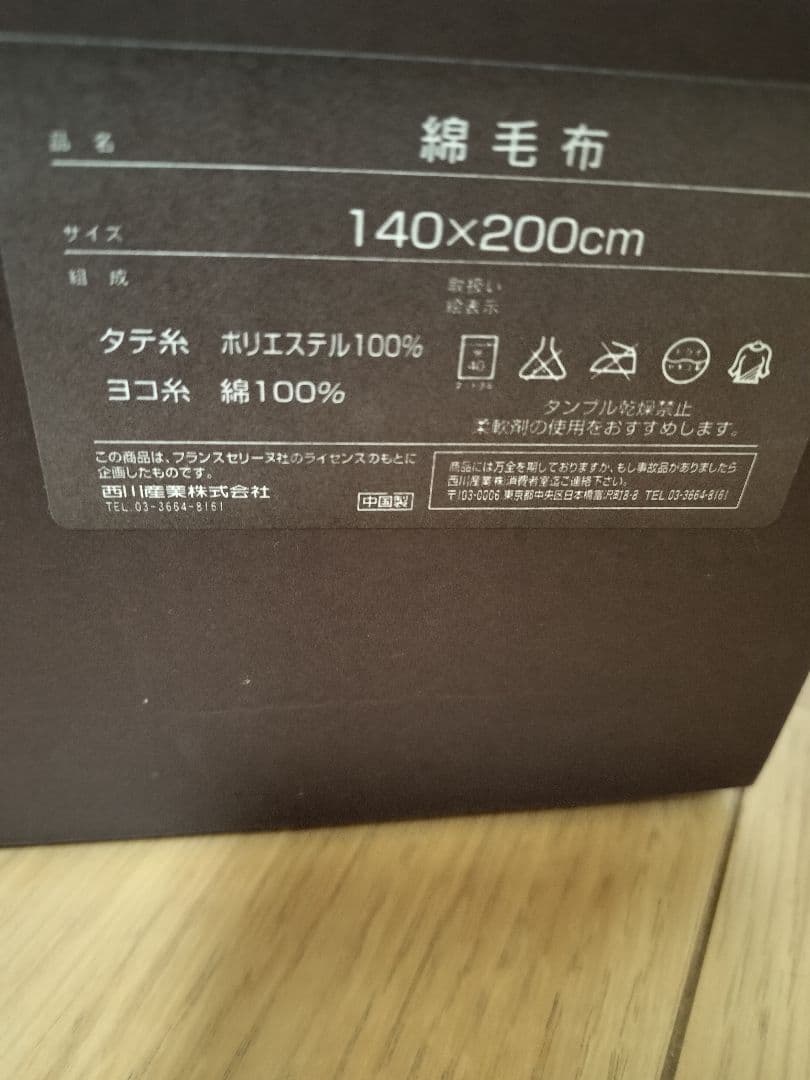 品名 綿毛布
サイズ 140×200cm
組成 取扱い
絵表示
タテ糸 ポリエステル100%
ヨコ糸 綿100%
40
タンブル乾燥禁止
柔軟剤の使用をおすすめします。
この商品は、フランスセリーヌ社のライセンスのもとに
企画したものです。
西川産業株式会社
TEL.03-3664-8161
中国製
商品には万全を期しておりますが、もし事故品がありましたら
西川産業㈱消費者室迄ご連絡下さい。
〒103-0006 東京都中央区日本橋富沢町8-8 TEL.03-3664-8161